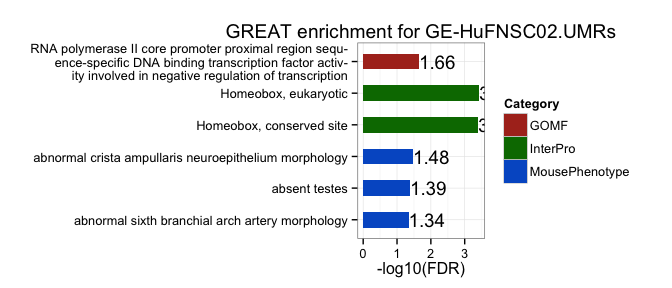 GREAT enrichment for GE-HuFNSC02.UMRs
RNA polymerase II core promoter proximal region sequ-
ence-specific DNA binding transcription factor activ-
ity involved in negative regulation of transcription
1.66
Homeobox, eukaryotic
3
Homeobox, conserved site
3
abnormal crista ampullaris neuroepithelium morphology
1.48
absent testes
1.39
abnormal sixth branchial arch artery morphology
1.34
0 1 2 3
-log10(FDR)
Category
GOMF
InterPro
MousePhenotype